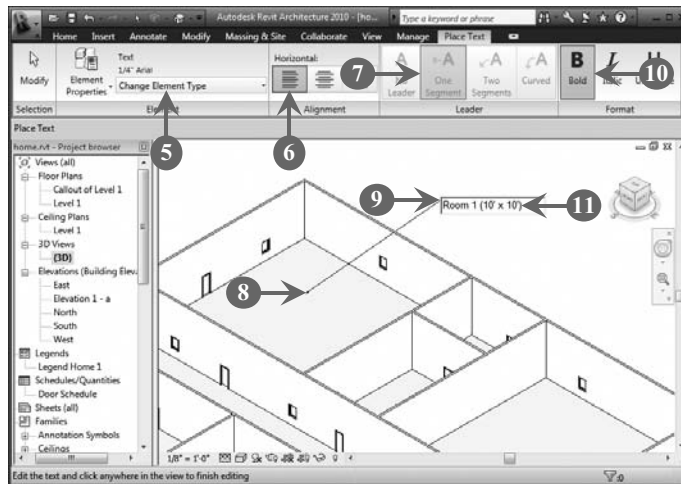 Autodesk Revit Architecture 2010 - [ho...
Type a keyword or phrase
Home Insert Annotate Modify Massing & Site Collaborate View Manage Place Text
Modify
Element
Properties
Text
1/4" Arial
Change Element Type
Horizontal:
7
A
Leader
A
One
Segment
A
Two
Segments
A
Curved
B
Bold
10
Selection
Alignment
Leader
Format
5
6
Place Text
home.rvt - Project browser
Views (all)
Floor Plans
Callout of Level 1
Level 1
Ceiling Plans
Level 1
3D Views
{3D}
Elevations (Building Eleva
East
Elevation 1 - a
North
South
West
Legends
Legend Home 1
Schedules/Quantities
Door Schedule
Sheets (all)
Families
Annotation Symbols
Ceilings
9
Room 1 (10' x 10')
11
8
1/8" = 1'-0"
Edit the text and click anywhere in the view to finish editing
:0